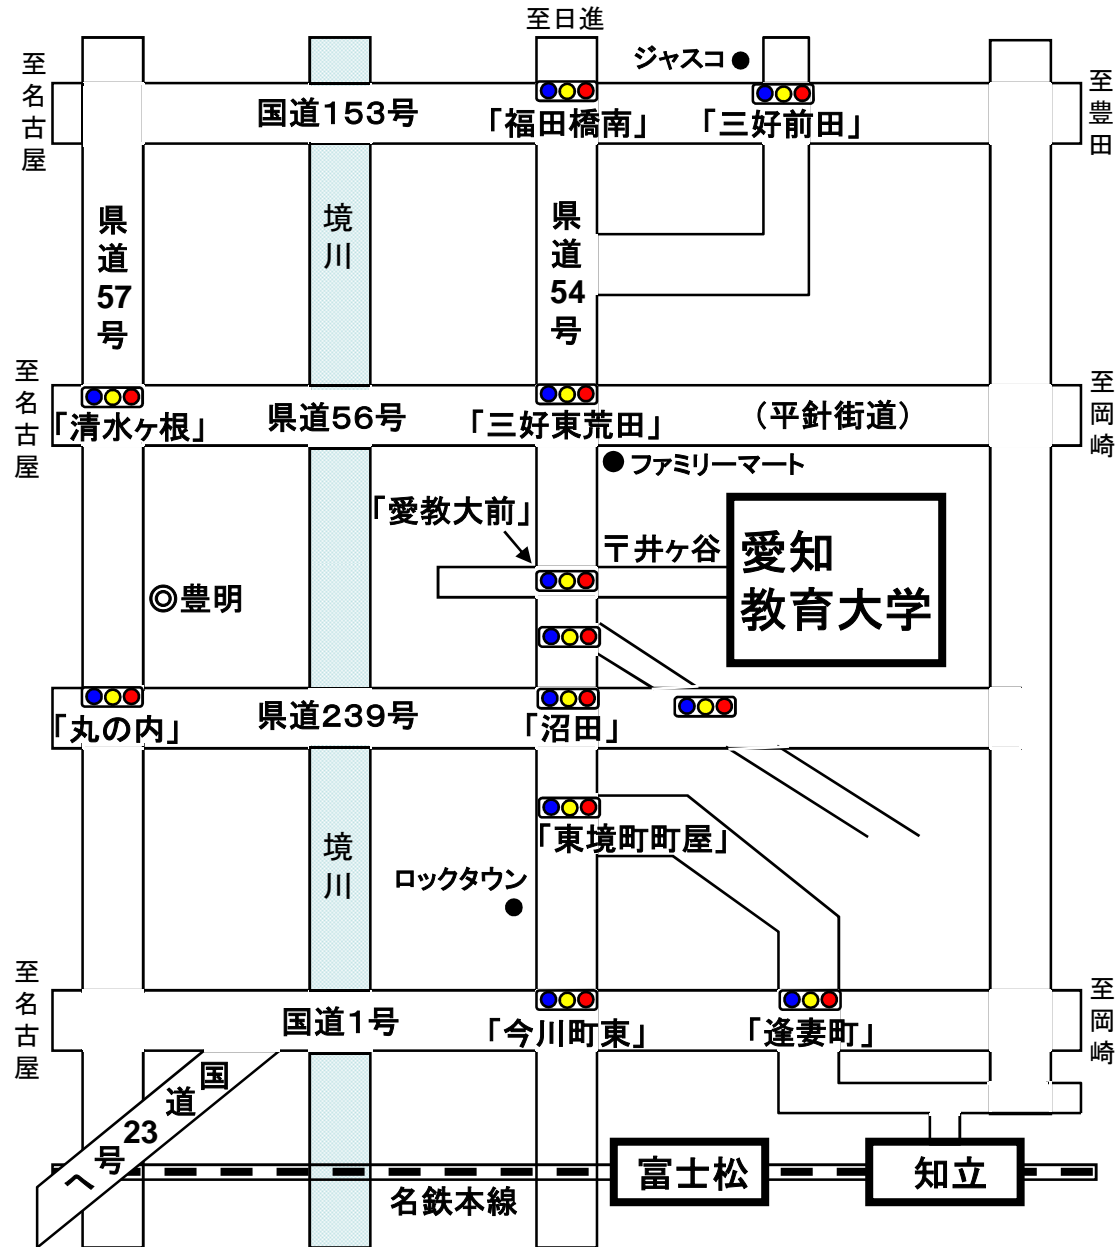 至日進
ジャスコ
至名古屋
国道153号
「福田橋南」
「三好前田」
至豊田
県道57号
境川
県道54号
至名古屋
「清水ヶ根」
県道56号
「三好東荒田」
(平針街道)
至岡崎
ファミリーマート
「愛教大前」
〒井ヶ谷
愛知
教育大学
豊明
「丸の内」
県道239号
「沼田」
「東境町町屋」
境川
ロックタウン
至名古屋
国道1号
「今川町東」
「逢妻町」
至岡崎
国道23号へ
富士松
知立
名鉄本線